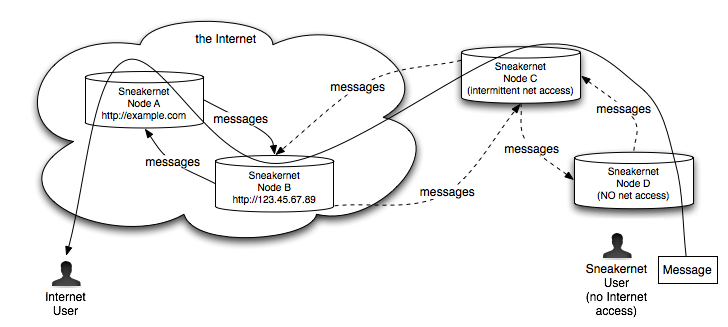 the Internet
Sneakernet
Node A
http://example.com
messages
messages
Sneakernet
Node B
http://123.45.67.89
messages
messages
Sneakernet
Node C
(intermittent net access)
messages
messages
Sneakernet
Node D
(NO net access)
Internet
User
Sneakernet
User
(no Internet
access)
Message